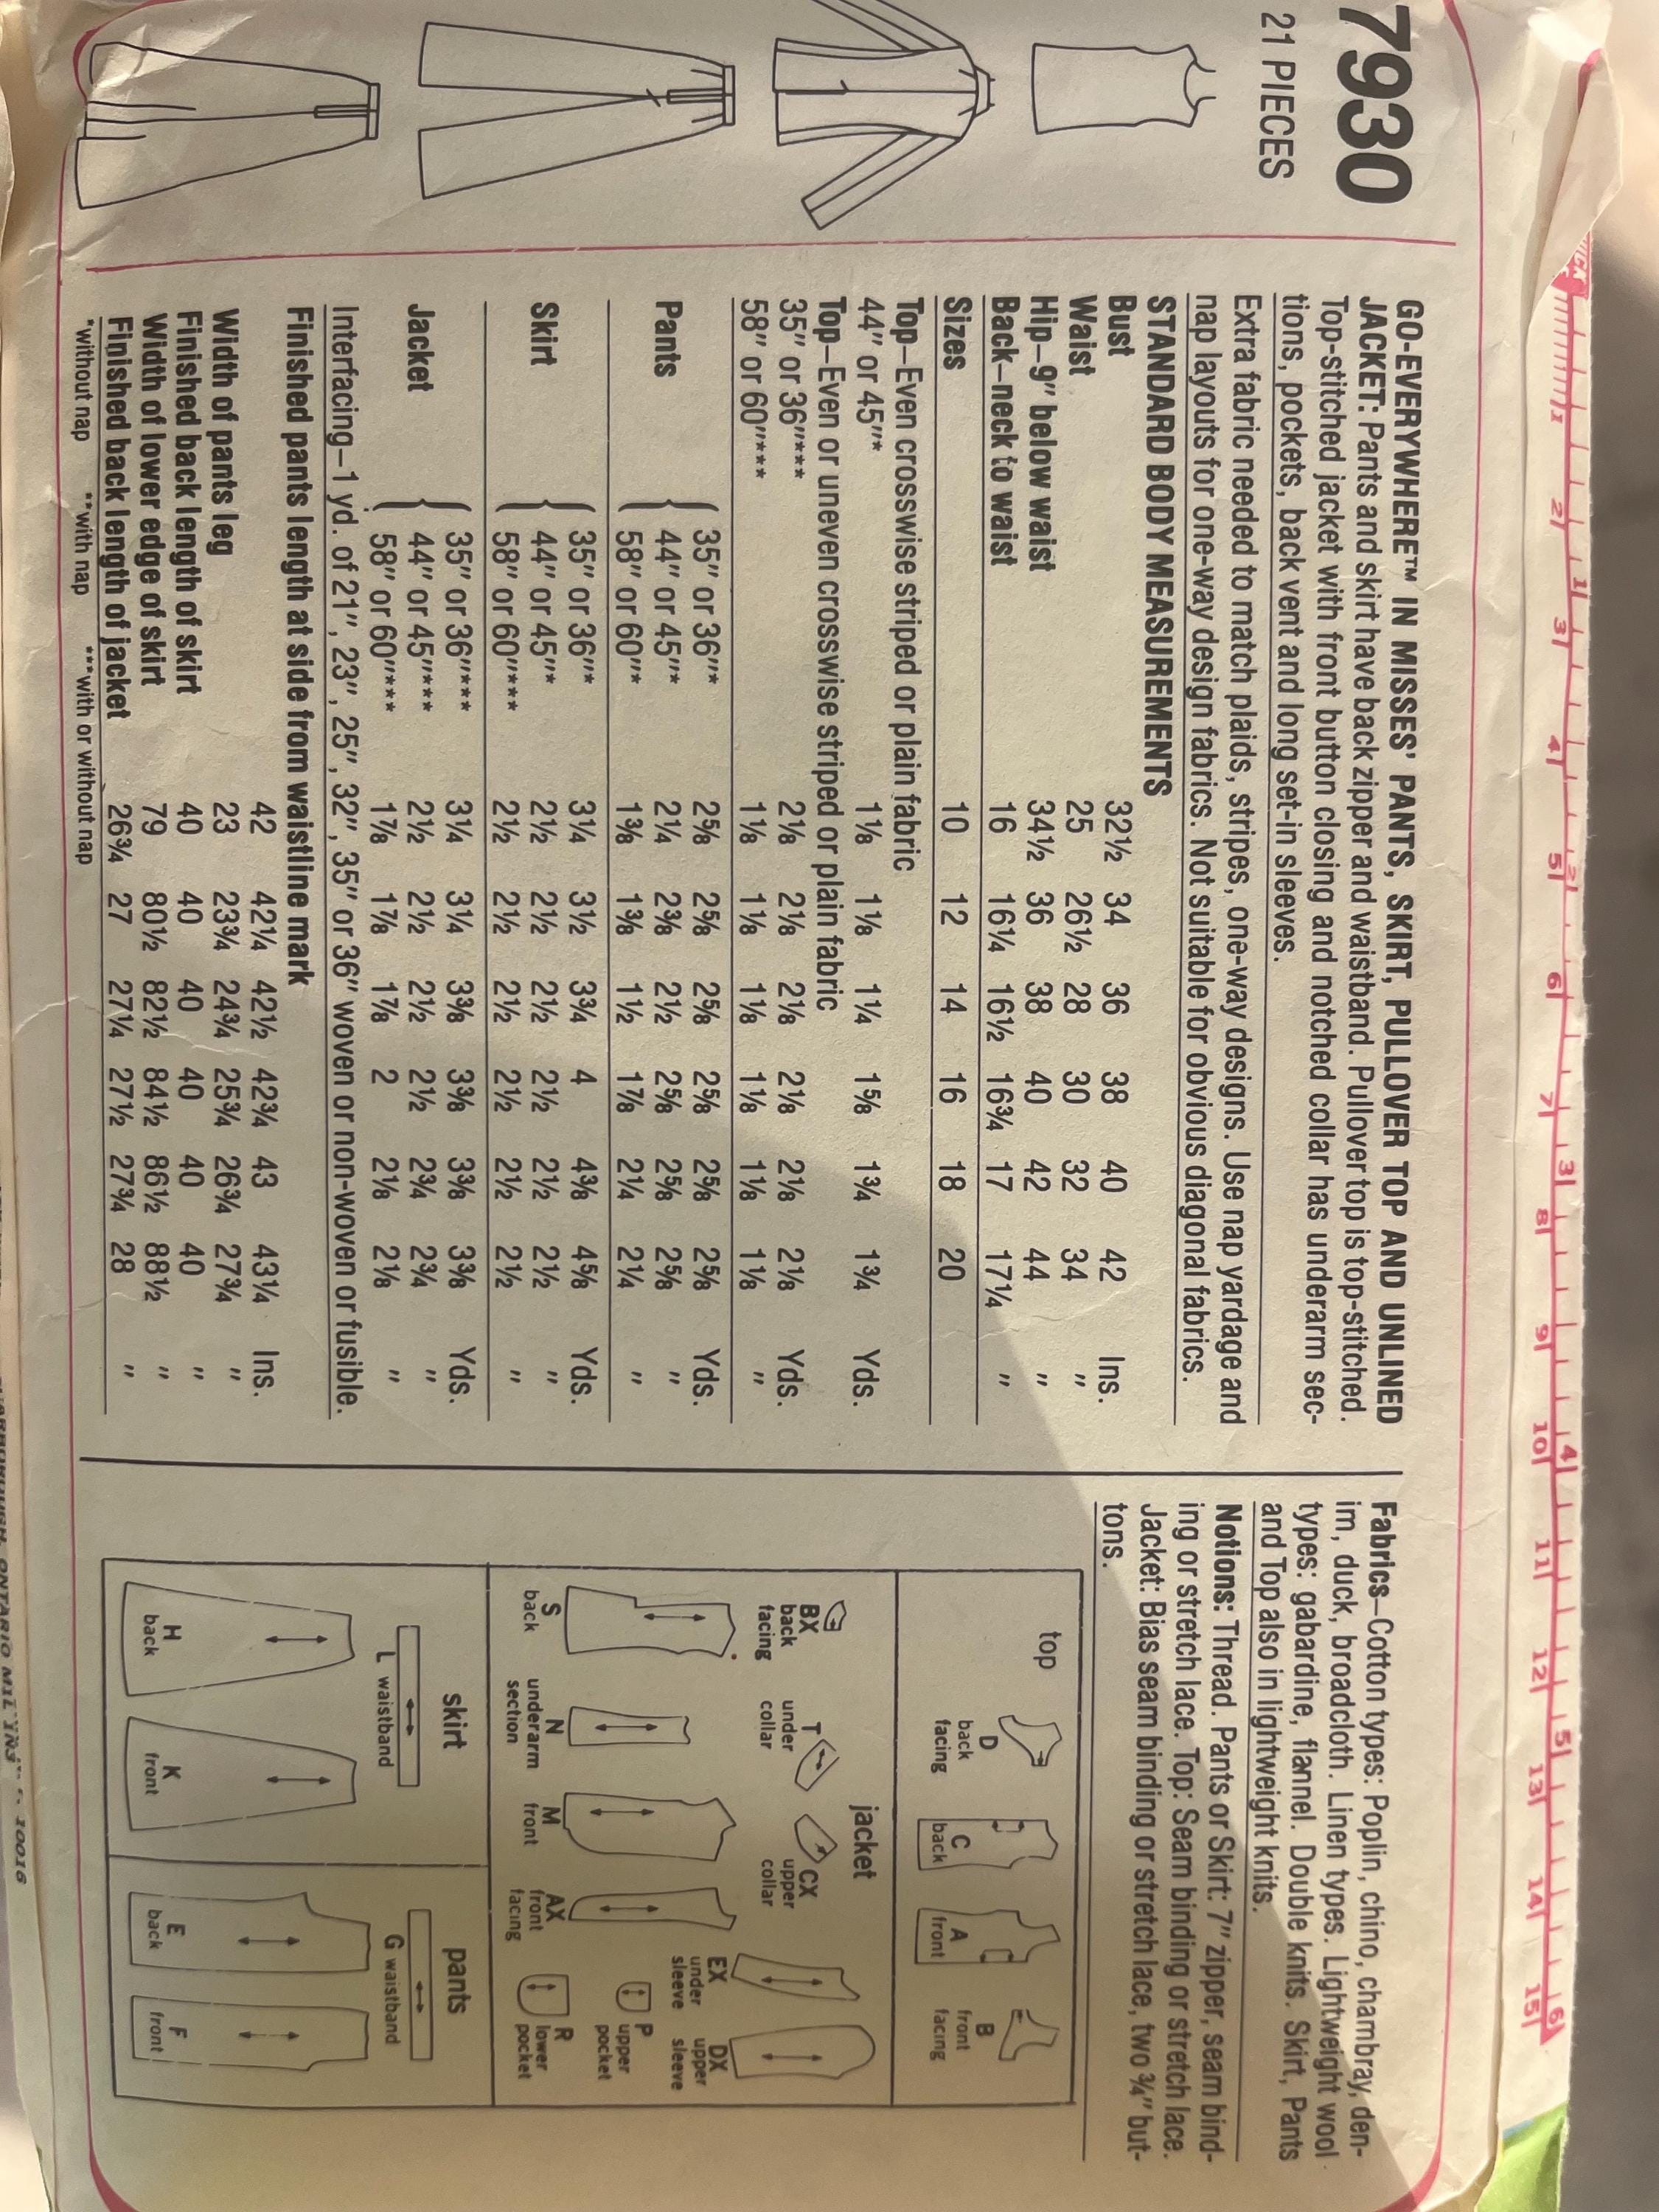 7930
21 PIECES
GO-EVERYWHERE™ IN MISSES' PANTS, SKIRT, PULLOVER TOP AND UNLINED
JACKET: Pants and skirt have back zipper and waistband. Pullover top is top-stitched.
Top-stitched jacket with front button closing and notched collar has underarm sec-
tions, pockets, back vent and long set-in sleeves.
Extra fabric needed to match plaids, stripes, one-way designs. Use nap yardage and
nap layouts for one-way design fabrics. Not suitable for obvious diagonal fabrics.
STANDARD BODY MEASUREMENTS
Bust 32½ 34 36 38 40 42 Ins.
Waist 25 26½ 28 30 32 34 ″
Hip–9″ below waist 34½ 36 38 40 42 44 ″
Back–neck to waist 16 16¼ 16½ 16¾ 17 17¼ ″
Sizes 10 12 14 16 18 20
Top–Even crosswise striped or plain fabric
44″ or 45″* 1⅛ 1⅛ 1¼ 1⅝ 1¾ 1¾ Yds.
Top–Even or uneven crosswise striped or plain fabric
35″ or 36″*** 2⅛ 2⅛ 2⅛ 2⅛ 2⅛ 2⅛ Yds.
58″ or 60″*** 1⅛ 1⅛ 1⅛ 1⅛ 1⅛ 1⅛ ″
35″ or 36″* 2⅝ 2⅝ 2⅝ 2⅝ 2⅝ 2⅝ Yds.
Pants { 44″ or 45″* 2¼ 2⅜ 2½ 2⅝ 2⅝ 2⅝ ″
58″ or 60″* 1⅜ 1⅜ 1½ 1⅞ 2¼ 2¼ ″
35″ or 36″* 3¼ 3½ 3¾ 4 4⅜ 4⅝ Yds.
Skirt { 44″ or 45″* 2½ 2½ 2½ 2½ 2½ 2½ ″
58″ or 60″*** 2½ 2½ 2½ 2½ 2½ 2½ ″
35″ or 36″*** 3¼ 3¼ 3⅜ 3⅜ 3⅜ 3⅜ Yds.
Jacket { 44″ or 45″*** 2½ 2½ 2½ 2½ 2¾ 2¾ ″
58″ or 60″*** 1⅞ 1⅞ 1⅞ 2 2⅛ 2⅛ ″
Interfacing–1 yd. of 21″, 23″, 25″, 32″, 35″ or 36″ woven or non-woven or fusible.
Finished pants length at side from waistline mark
42 42¼ 42½ 42¾ 43 43¼ Ins.
Width of pants leg 23 23¾ 24¾ 25¾ 26¾ 27¾ ″
Finished back length of skirt 40 40 40 40 40 40 ″
Width of lower edge of skirt 79 80½ 82½ 84½ 86½ 88½ ″
Finished back length of jacket 26¾ 27 27¼ 27½ 27¾ 28 ″
*without nap **with nap ***with or without nap
Fabrics–Cotton types: Poplin, chino, chambray, den-
im, duck, broadcloth. Linen types. Lightweight wool
types: gabardine, flannel. Double knits. Skirt, Pants
and Top also in lightweight knits.
Notions: Thread. Pants or Skirt: 7″ zipper, seam bind-
ing or stretch lace. Top: Seam binding or stretch lace.
Jacket: Bias seam binding or stretch lace, two ¾″ but-
tons.
top
D
back
facing
C
back
A
front
B
front
facing
jacket
BX
back
facing
T
under
collar
CX
upper
collar
EX
under
sleeve
DX
upper
sleeve
S
back
N
underarm
section
M
front
AX
front
facing
P
upper
pocket
R
lower
pocket
skirt
L waistband
H
back
K
front
pants
G waistband
E
back
F
front
1 2 3 4 5 6 7 8 9 10 11 12 13 14 15
1 2 3 4 5 6
ONTARIO M1L
10016